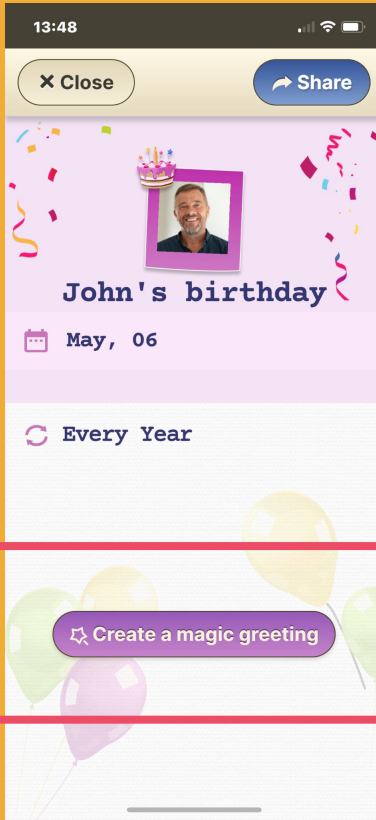 13:48
Close
Share
John's birthday
May, 06
Every Year
Create a magic greeting